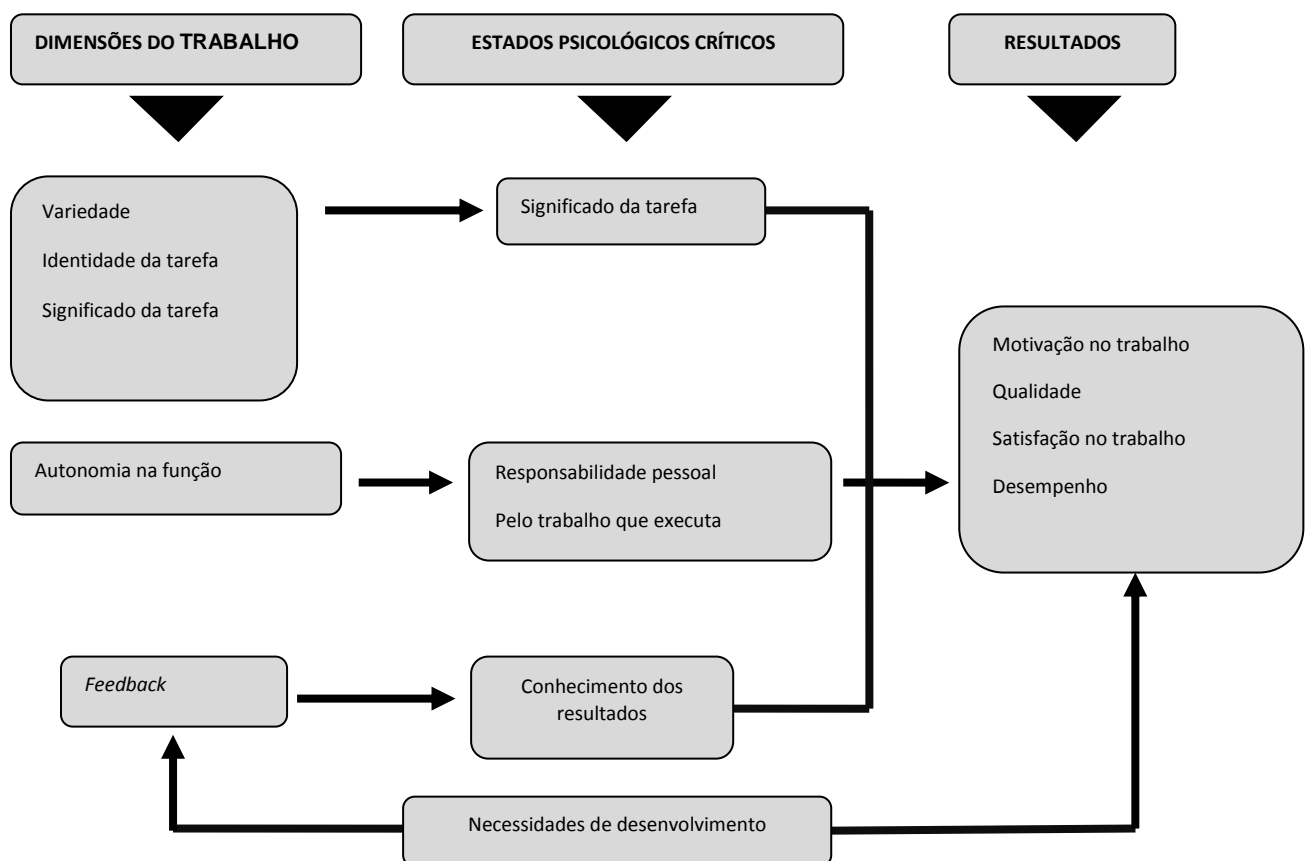 DIMENSÕES DO TRABALHO
ESTADOS PSICOLÓGICOS CRÍTICOS
RESULTADOS
Variedade
Identidade da tarefa
Significado da tarefa
Significado da tarefa
Motivação no trabalho
Qualidade
Satisfação no trabalho
Desempenho
Autonomia na função
Responsabilidade pessoal
Pelo trabalho que executa
Feedback
Conhecimento dos
resultados
Necessidades de desenvolvimento